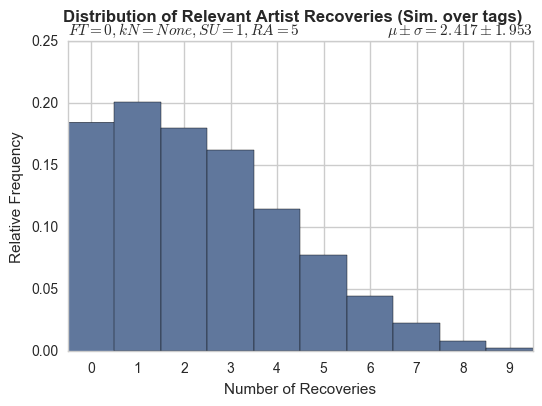 Distribution of Relevant Artist Recoveries (Sim. over tags)
FT = 0, kN = None, SU = 1, RA = 5 μ ± σ = 2.417 ± 1.953
0.25
0.20
0.15
0.10
0.05
0.00
Relative Frequency
0 1 2 3 4 5 6 7 8 9
Number of Recoveries